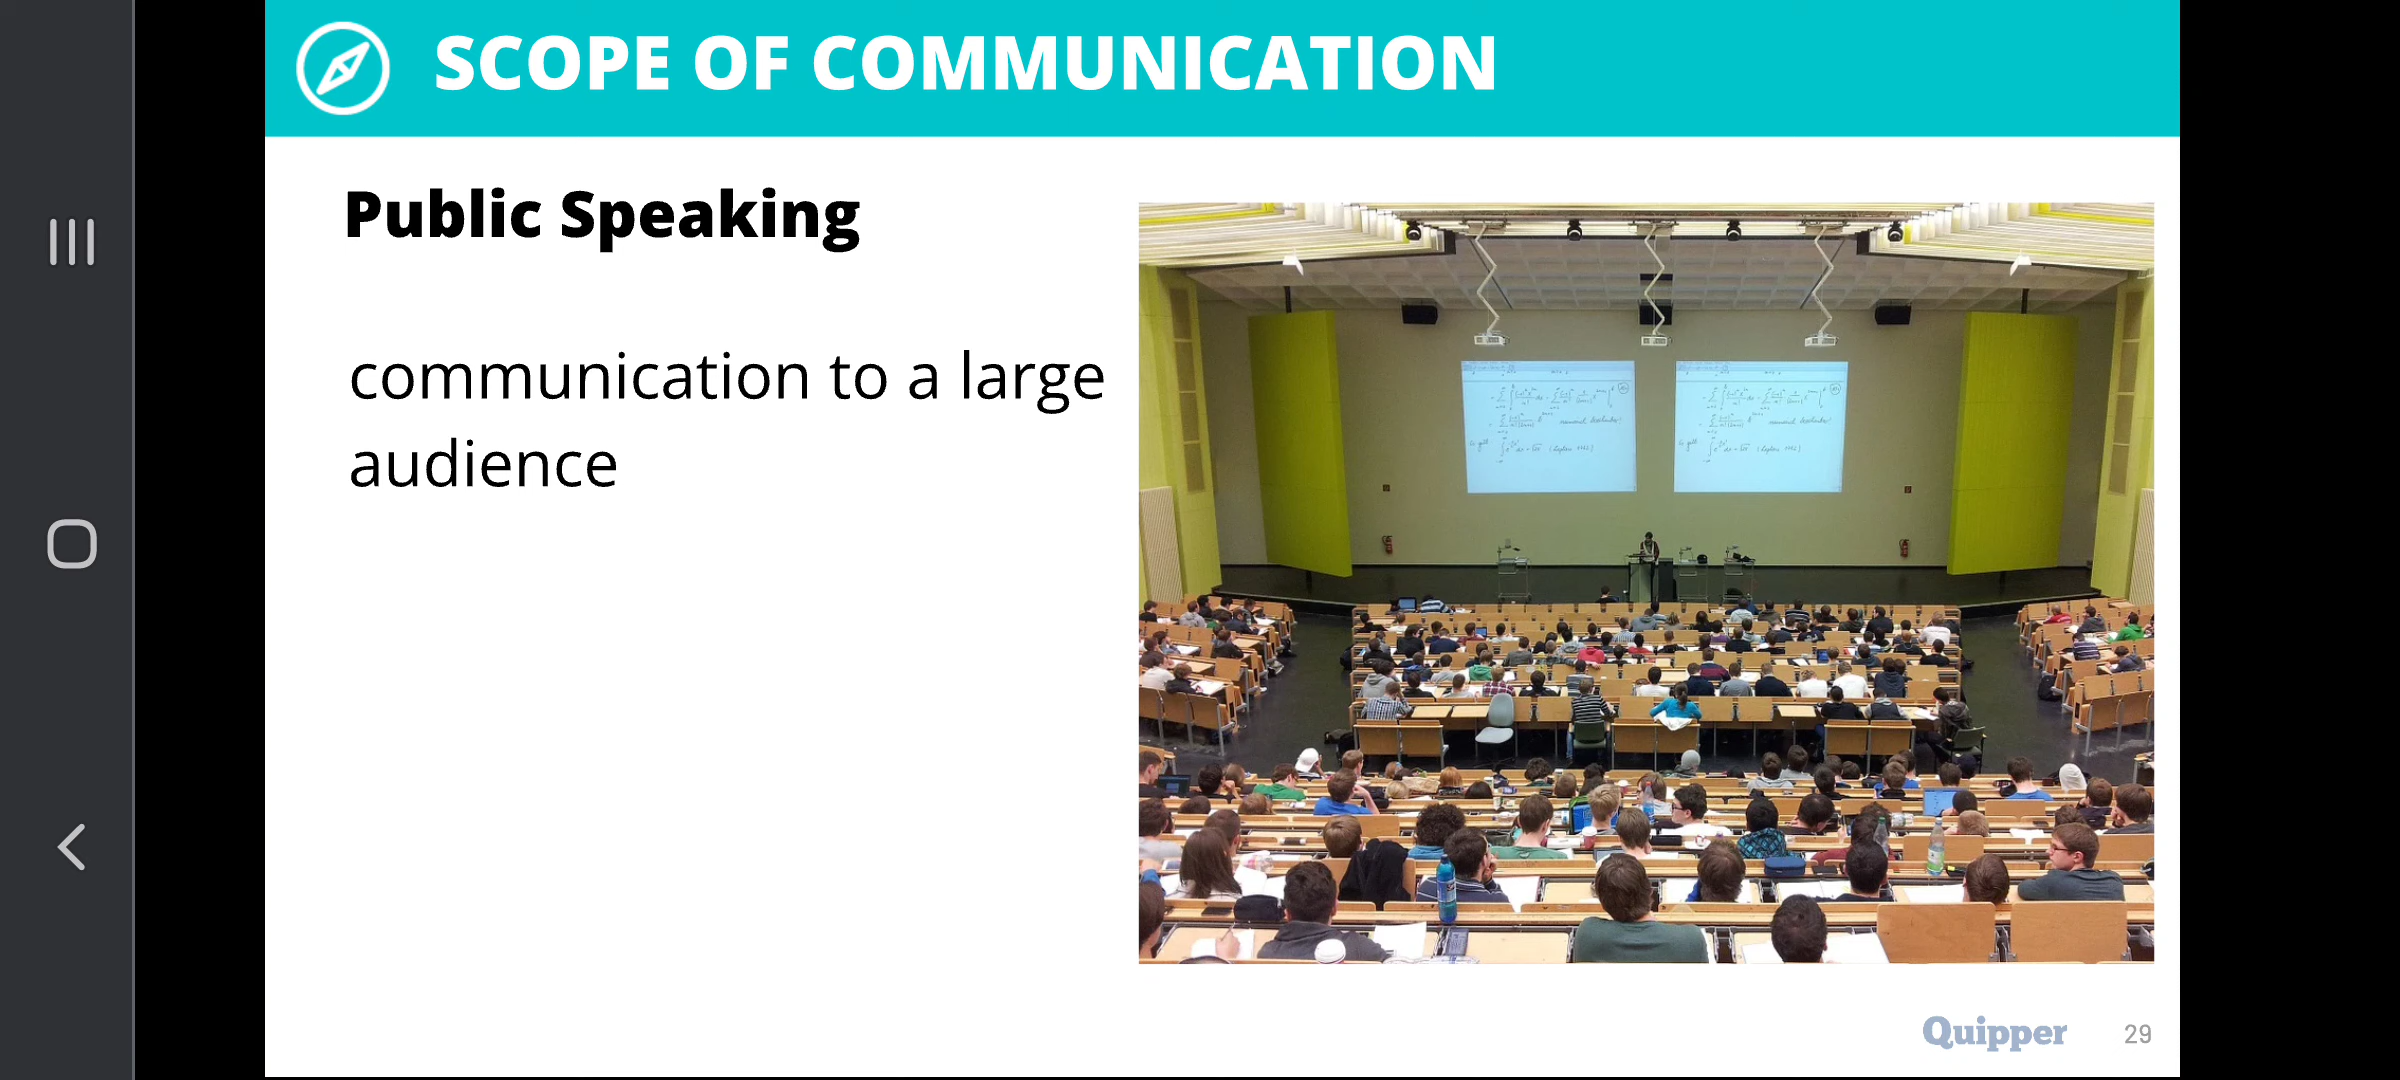 SCOPE OF COMMUNICATION
Public Speaking
communication to a large
audience
Quipper
29